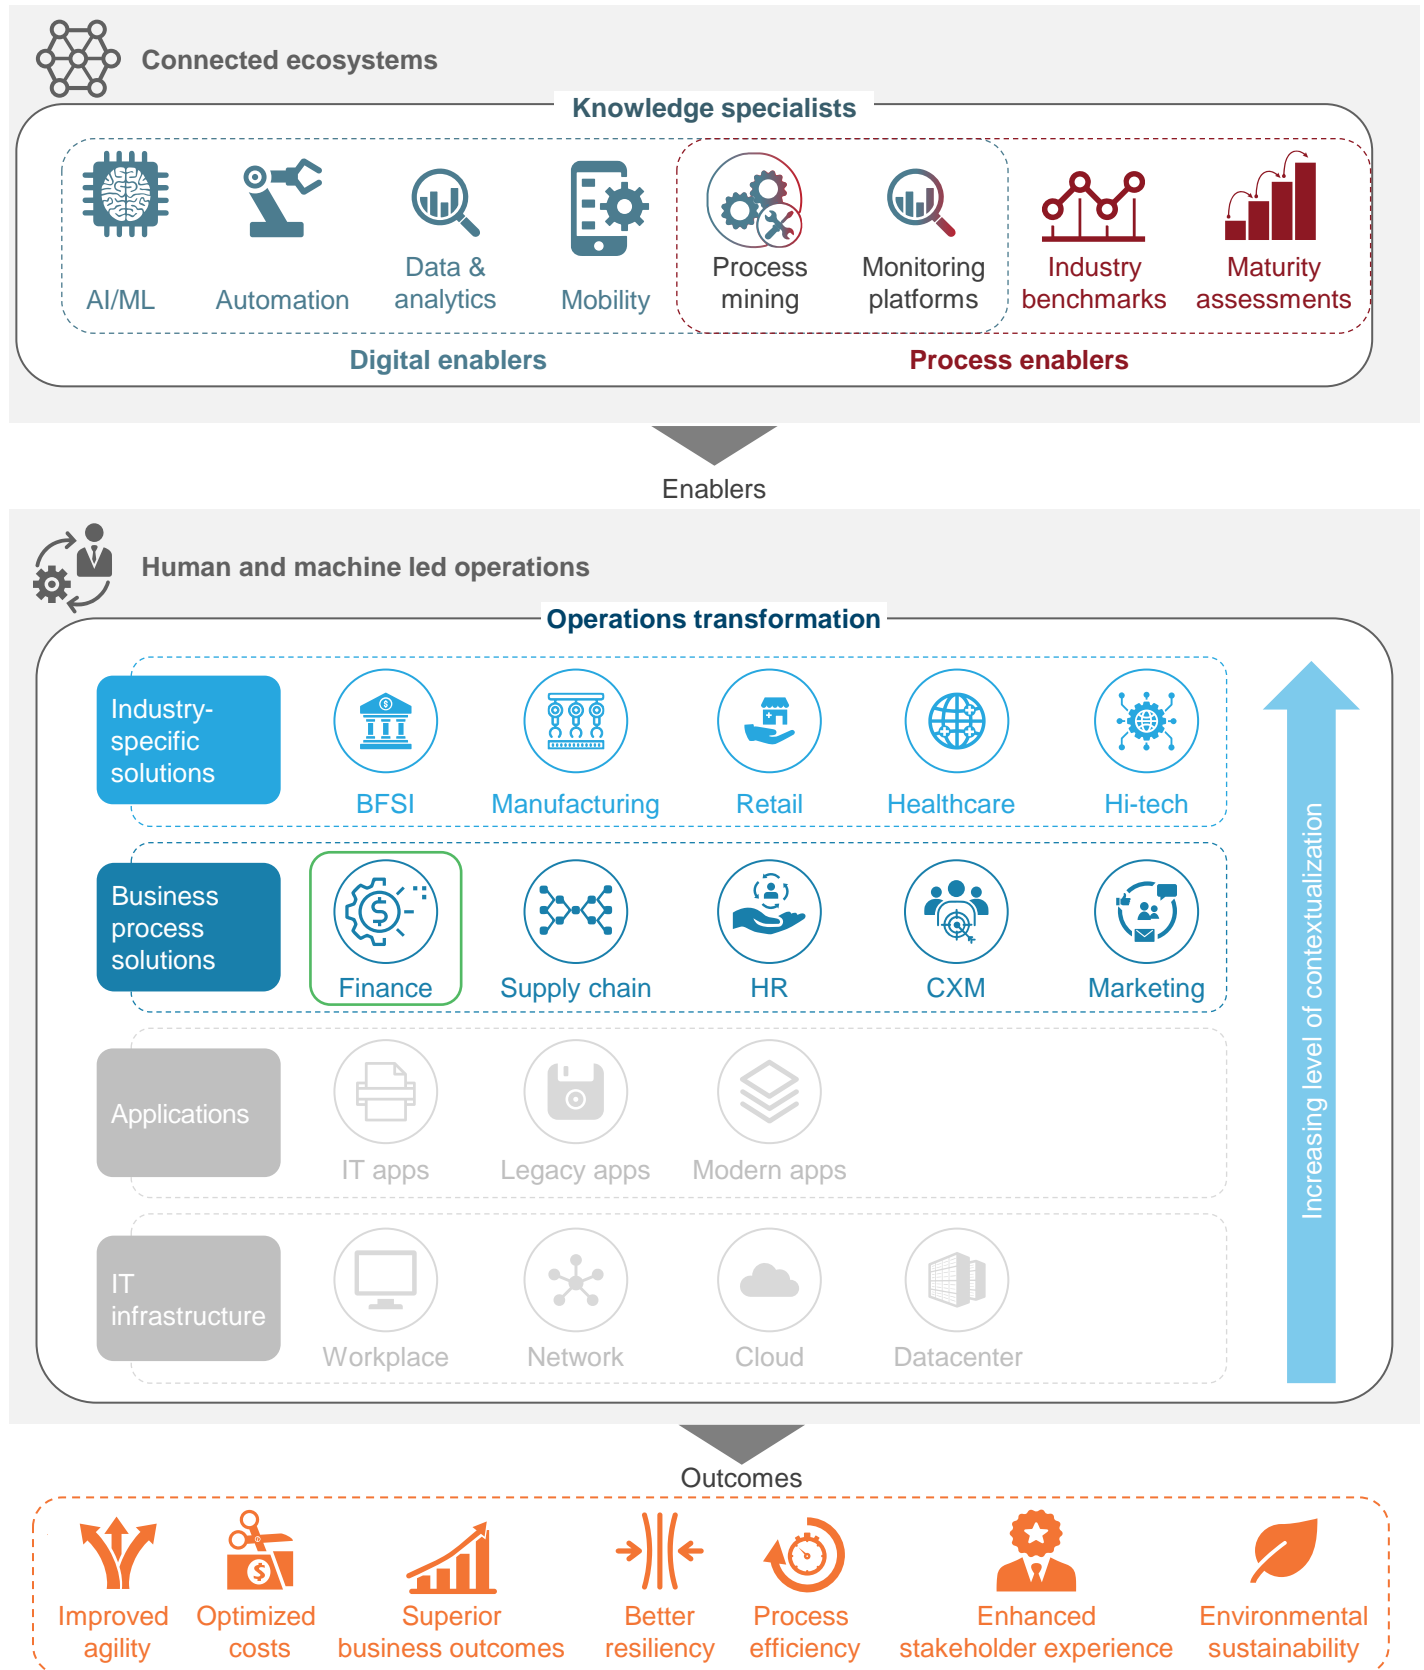 Connected ecosystems
Knowledge specialists
AI/ML
Automation
Data &
analytics
Mobility
Process
mining
Monitoring
platforms
Industry
benchmarks
Maturity
assessments
Digital enablers
Process enablers
Enablers
Human and machine led operations
Operations transformation
Industry-
specific
solutions
BFSI
Manufacturing
Retail
Healthcare
Hi-tech
Business
process
solutions
Finance
Supply chain
HR
CXM
Marketing
Applications
IT apps
Legacy apps
Modern apps
IT
infrastructure
Workplace
Network
Cloud
Datacenter
Increasing level of contextualization
Outcomes
Improved
agility
Optimized
costs
Superior
business outcomes
Better
resiliency
Process
efficiency
Enhanced
stakeholder experience
Environmental
sustainability